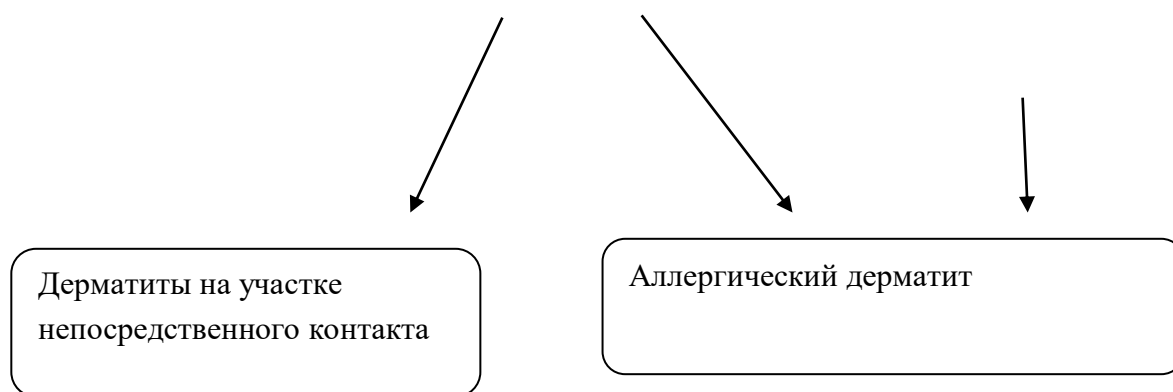 Дерматиты на участке
непосредственного контакта
Аллергический дерматит